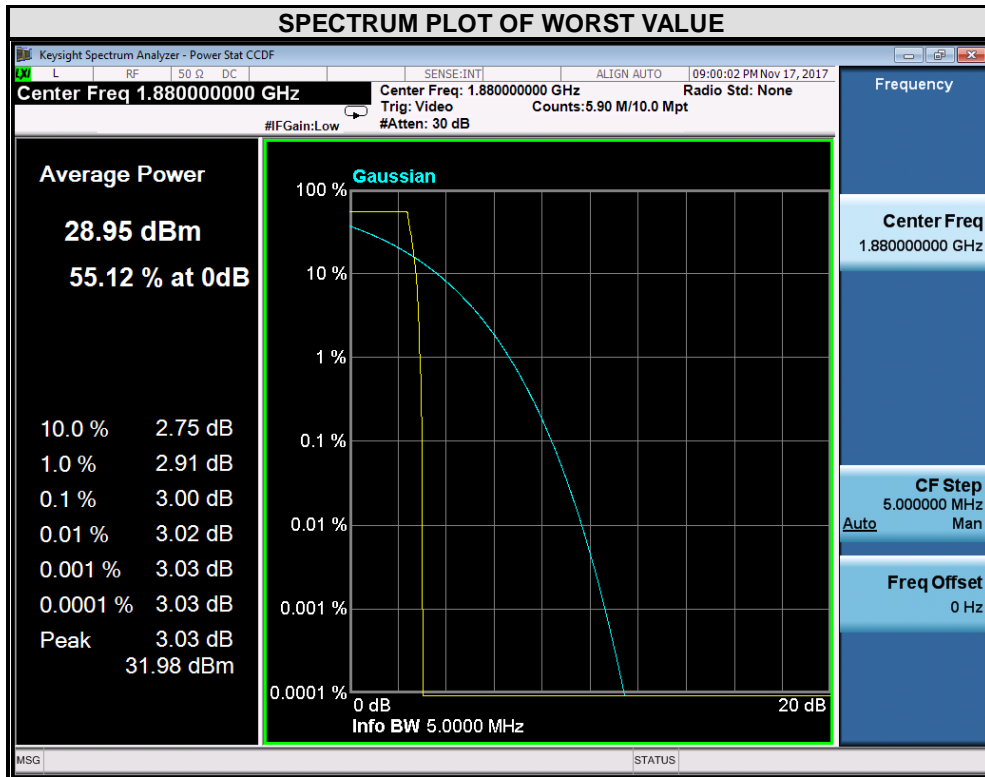 SPECTRUM PLOT OF WORST VALUE
Keysight Spectrum Analyzer - Power Stat CCDF
LXI L RF 50 Ω DC SENSE:INT ALIGN AUTO 09:00:02 PM Nov 17, 2017
Center Freq 1.880000000 GHz
Center Freq: 1.880000000 GHz Radio Std: None
Trig: Video Counts:5.90 M/10.0 Mpt
#IFGain:Low #Atten: 30 dB
Frequency
Average Power
28.95 dBm
55.12 % at 0dB
10.0 % 2.75 dB
1.0 % 2.91 dB
0.1 % 3.00 dB
0.01 % 3.02 dB
0.001 % 3.03 dB
0.0001 % 3.03 dB
Peak 3.03 dB
31.98 dBm
Gaussian
100 %
10 %
1 %
0.1 %
0.01 %
0.001 %
0.0001 %
0 dB 20 dB
Info BW 5.0000 MHz
Center Freq
1.880000000 GHz
CF Step
5.000000 MHz
Auto Man
Freq Offset
0 Hz
MSG STATUS